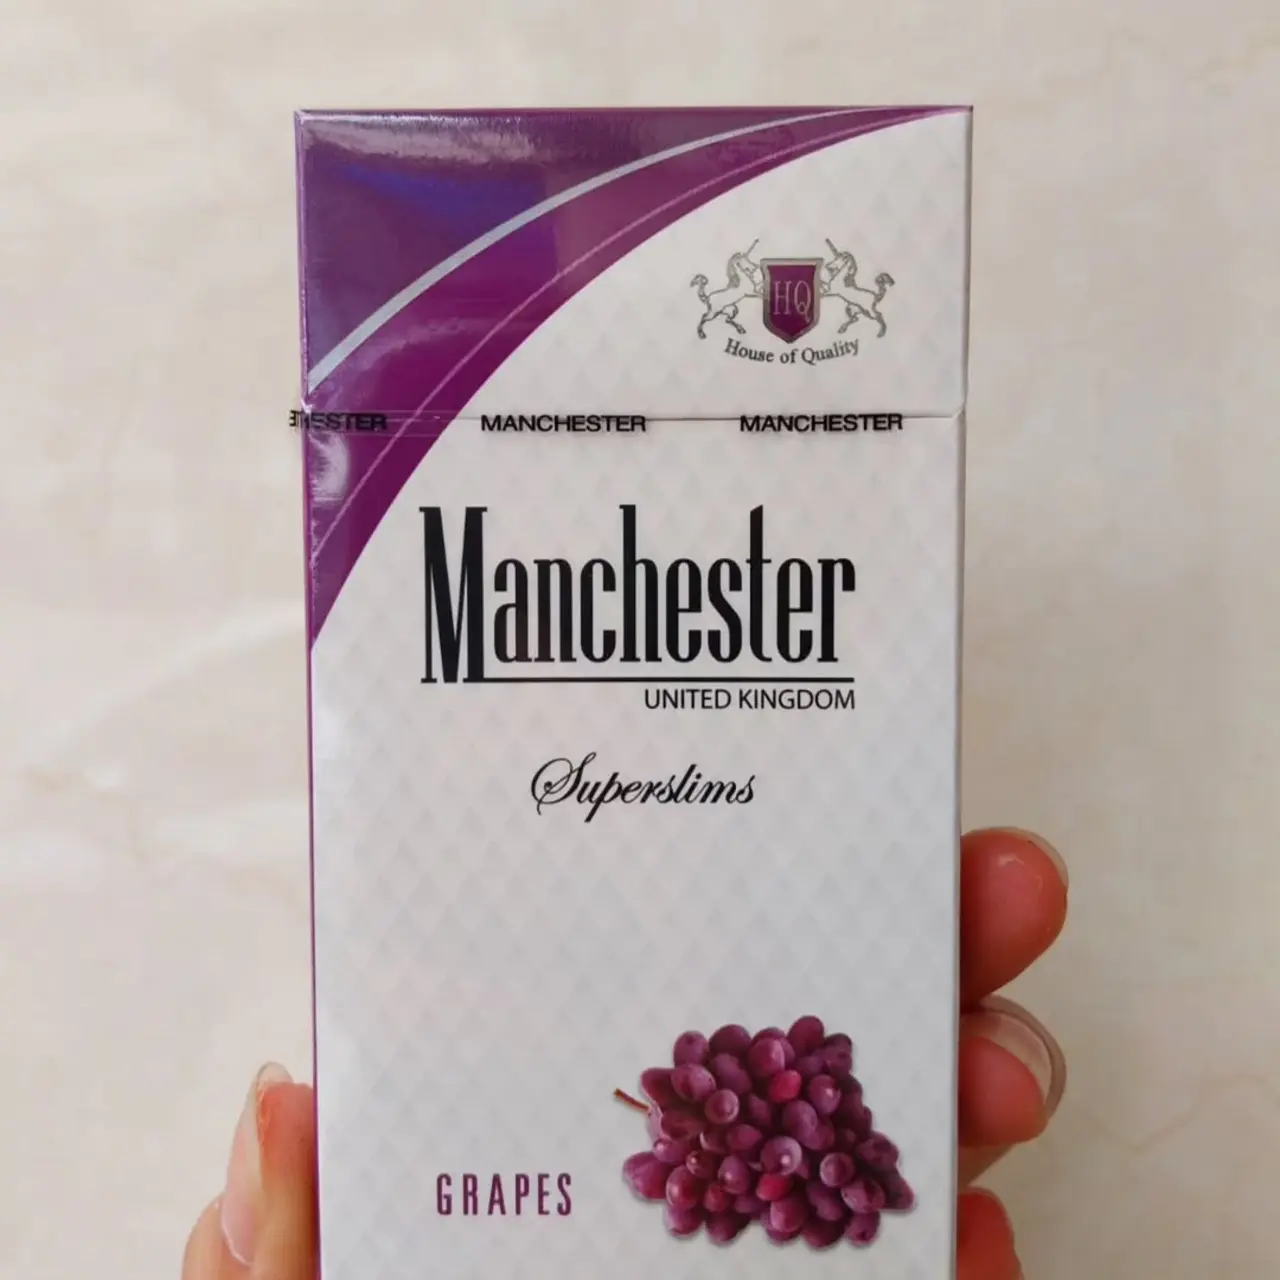 HQ
House of Quality
MANCHESTER MANCHESTER
Manchester
UNITED KINGDOM
Superslims
GRAPES